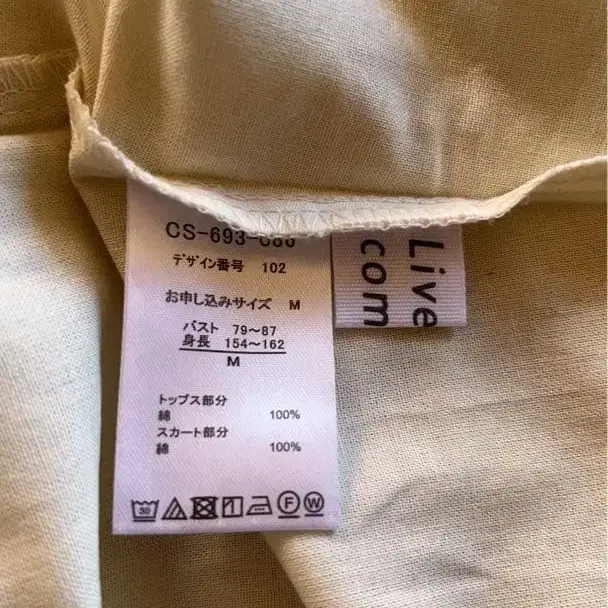 CS-693-
デザイン番号 102
お申し込みサイズ M
バスト 79~87
身長 154~162
M
トップス部分
綿 100%
スカート部分
綿 100%
30 F W
Live
com